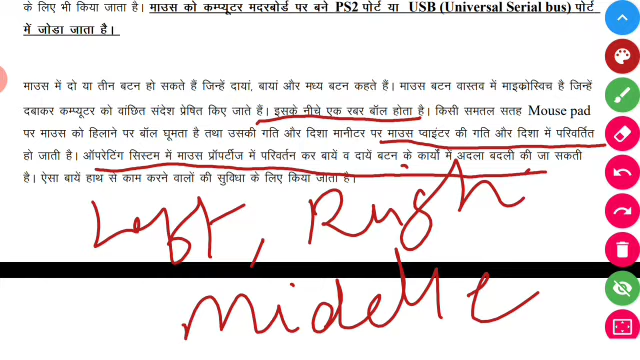 के लिए भी किया जाता है। माउस को कम्प्यूटर मदरबोर्ड पर बने PS2 पोर्ट या USB (Universal Serial bus) पोर्ट
में जोडा जाता है।
माउस में दो या तीन बटन हो सकते हैं जिन्हें दायां, बायां और मध्य बटन कहते हैं। माउस बटन वास्तव में माइक्रोस्विच है जिन्हें
दबाकर कम्प्यूटर को वांछित संदेश प्रेषित किए जाते हैं। इसके नीचे एक रबर बॉल होता है। किसी समतल सतह Mouse pad
पर माउस को हिलाने पर बॉल घूमता है तथा उसकी गति और दिशा मानीटर पर माउस प्वाइंटर की गति और दिशा में परिवर्तित
हो जाती है। ऑपरेटिंग सिस्टम में माउस प्रॉपर्टीज में परिवर्तन कर बायें व दायें बटन के कार्यों में अदला बदली की जा सकती
है। ऐसा बायें हाथ से काम करने वालों की सुविधा के लिए किया जाता है।
Left, Right
middle